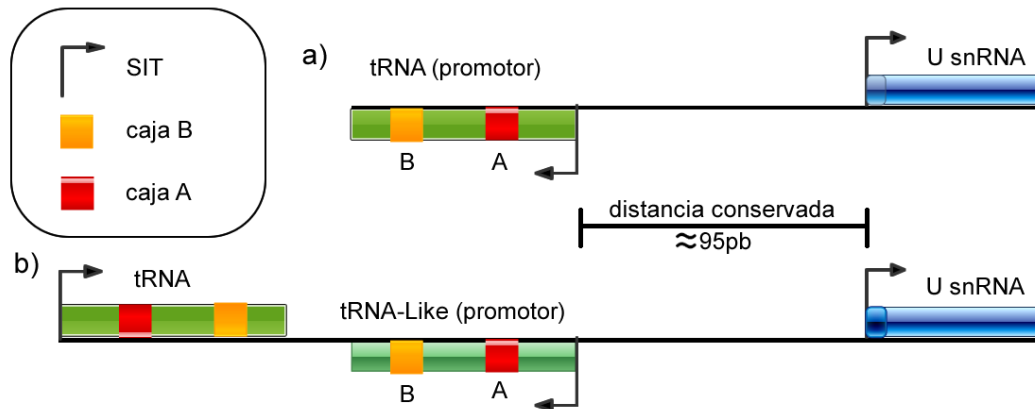 SIT
caja B
caja A
a)
tRNA (promotor)
U snRNA
B
A
distancia conservada
≈95pb
b)
tRNA
tRNA-Like (promotor)
U snRNA
B
A